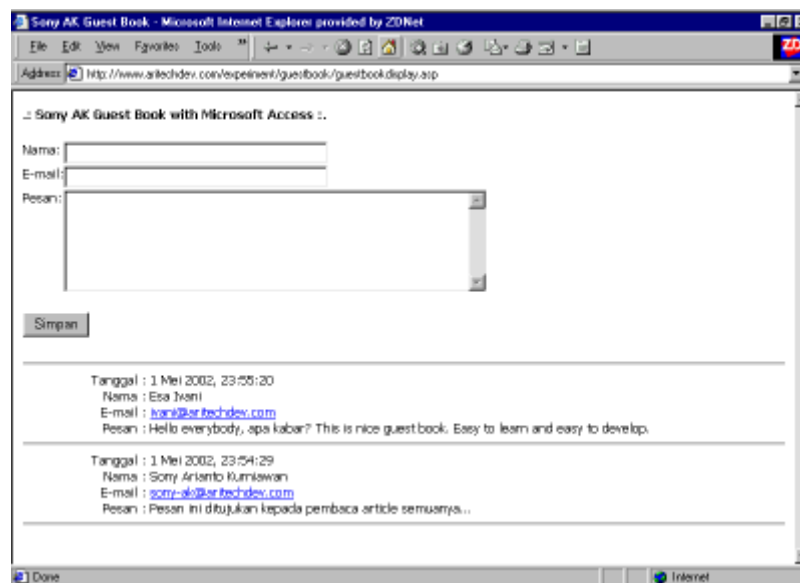 Sony AK Guest Book - Microsoft Internet Explorer provided by ZDNet
File Edit View Favorites Tools »
Address http://www.aritechdev.com/experiment/guestbook/guestbookdisplay.asp
.: Sony AK Guest Book with Microsoft Access :.
Nama:
E-mail:
Pesan:
Simpan
Tanggal : 1 Mei 2002, 23:55:20
Nama : Esa Ivani
E-mail : ivani@aritechdev.com
Pesan : Hello everybody, apa kabar? This is nice guest book. Easy to learn and easy to develop.
Tanggal : 1 Mei 2002, 23:54:29
Nama : Sony Arianto Kurniawan
E-mail : sony-ak@aritechdev.com
Pesan : Pesan ini ditujukan kepada pembaca article semuanya...
Done
Internet